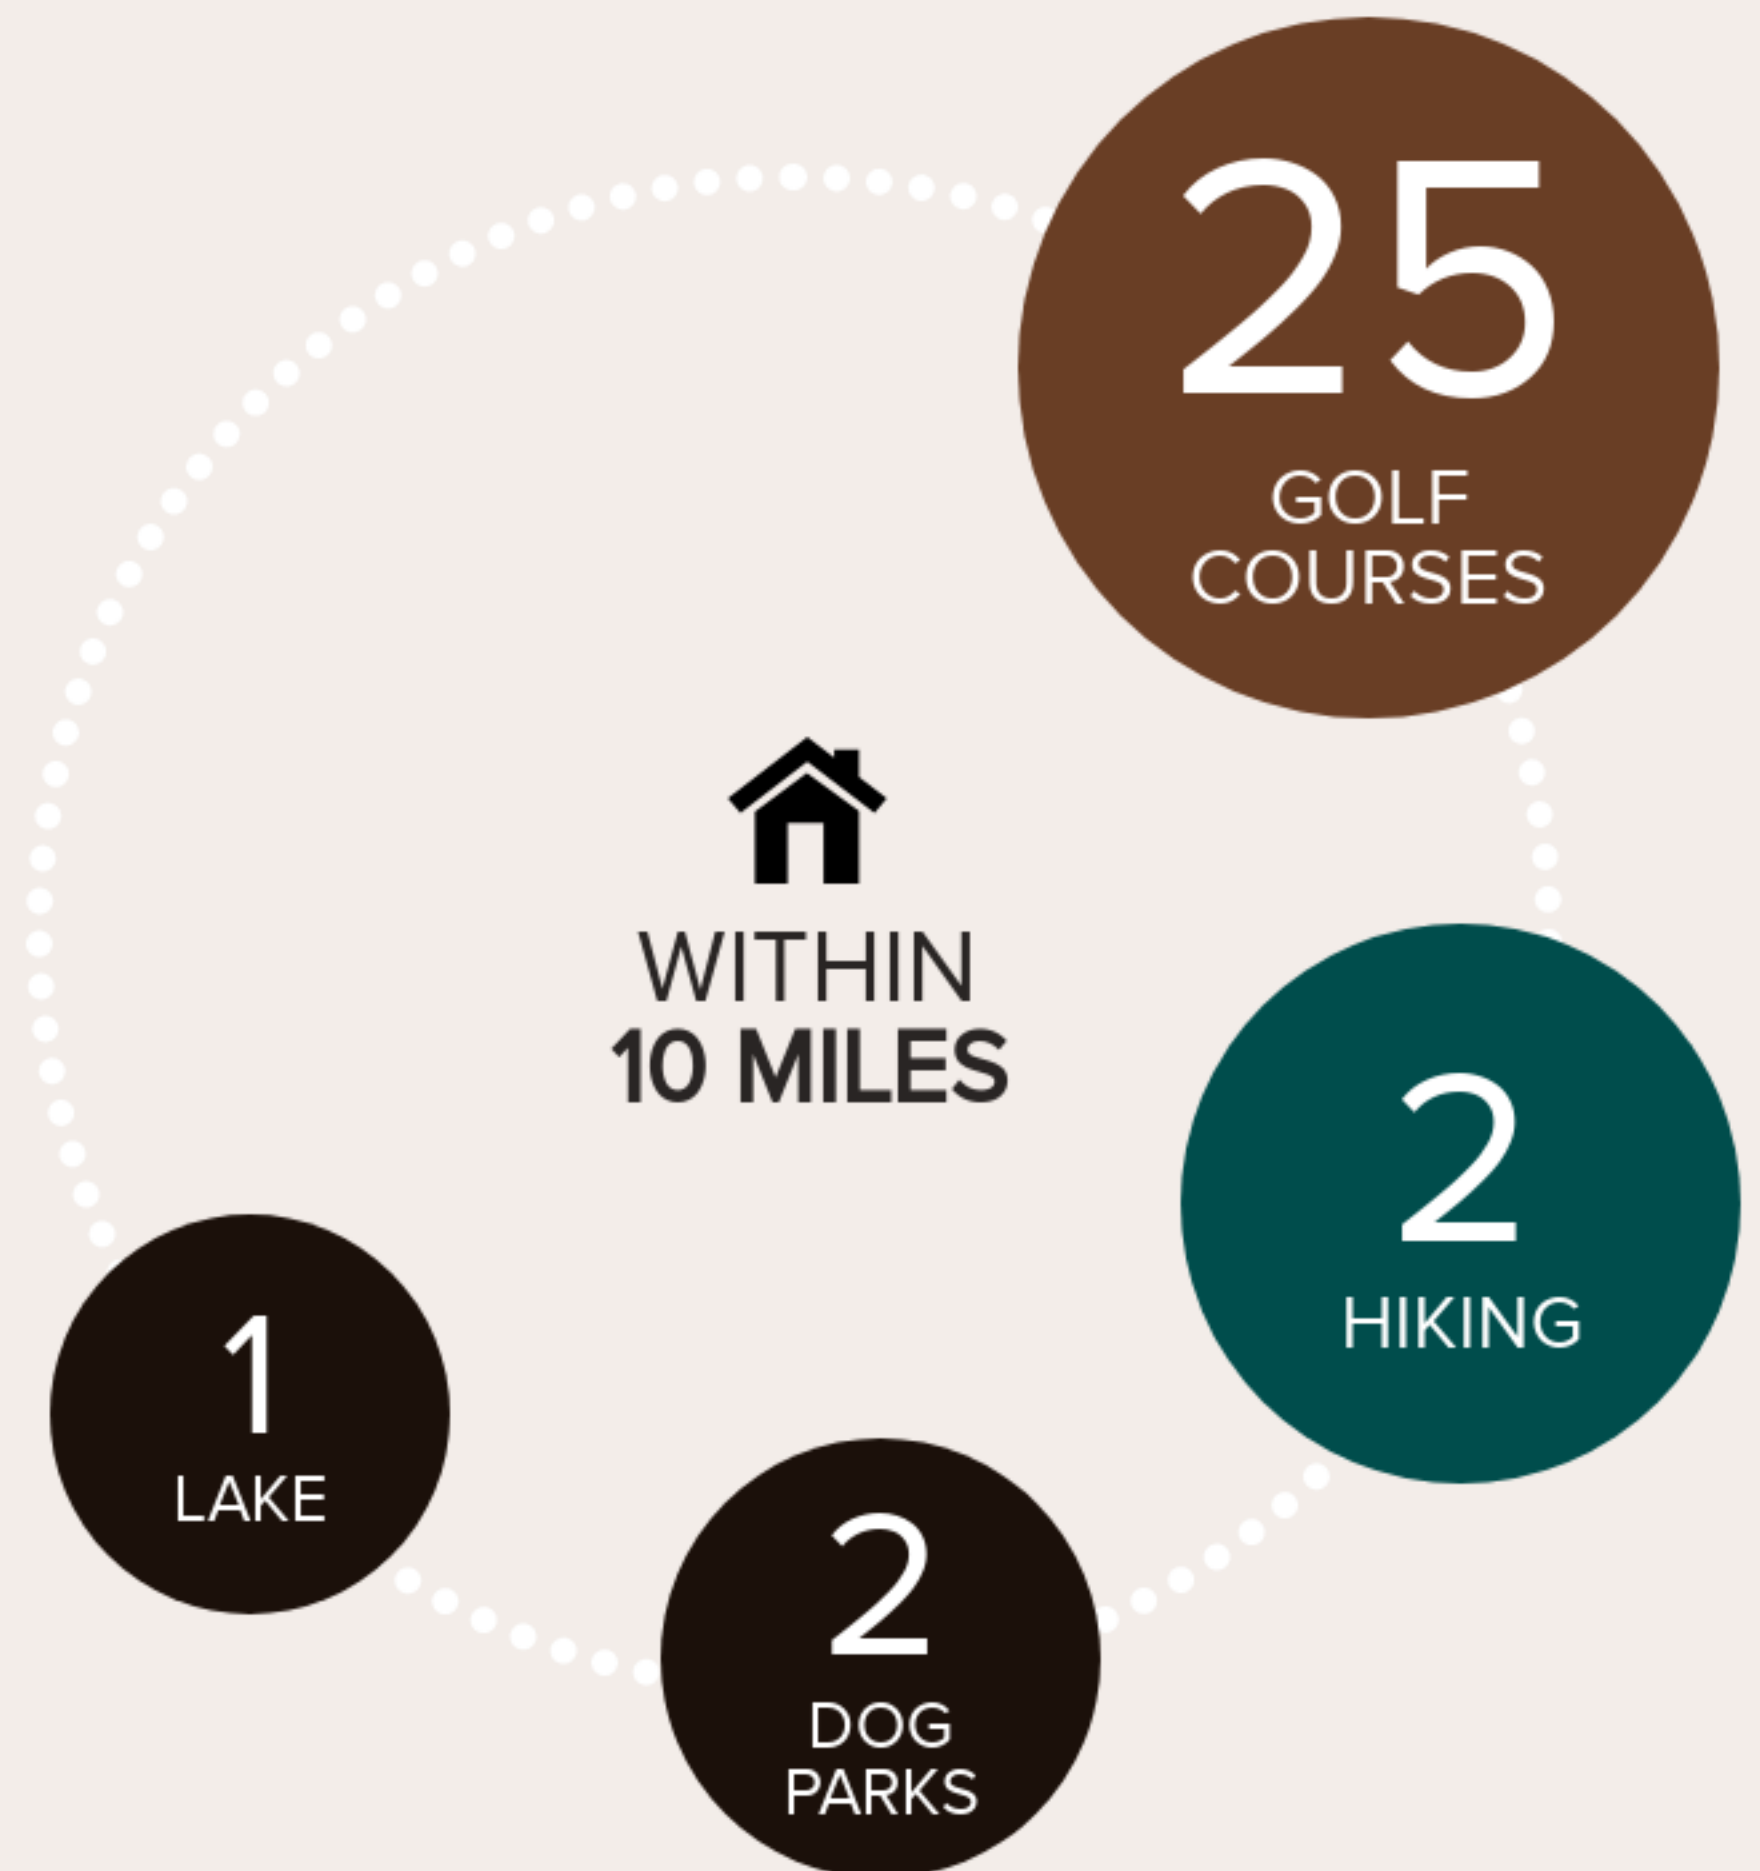 25
GOLF
COURSES
WITHIN
10 MILES
2
HIKING
1
LAKE
2
DOG
PARKS